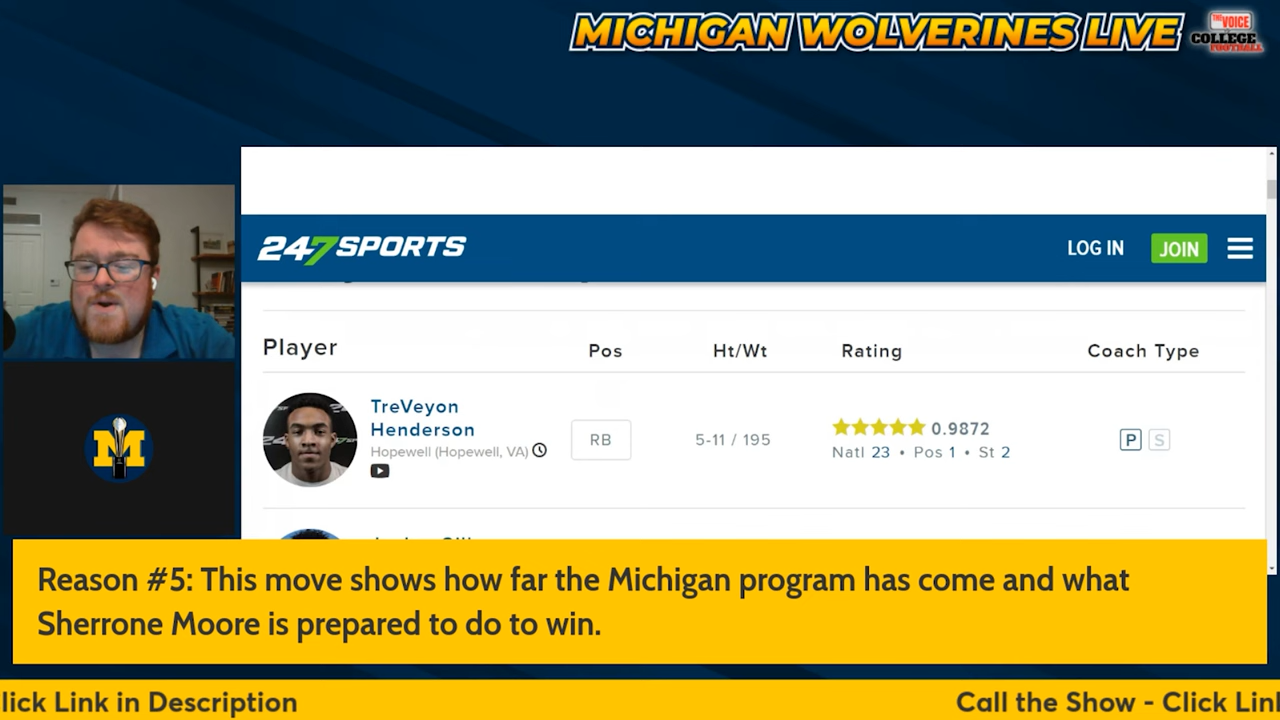 MICHIGAN WOLVERINES LIVE
THE VOICE
COLLEGE
FOOTBALL
247SPORTS
LOG IN
JOIN
Player
Pos
Ht/Wt
Rating
Coach Type
TreVeyon
Henderson
Hopewell (Hopewell, VA)
RB
5-11 / 195
0.9872
Natl 23 • Pos 1 • St 2
P
S
M
Reason #5: This move shows how far the Michigan program has come and what
Sherrone Moore is prepared to do to win.
lick Link in Description
Call the Show - Click Lin